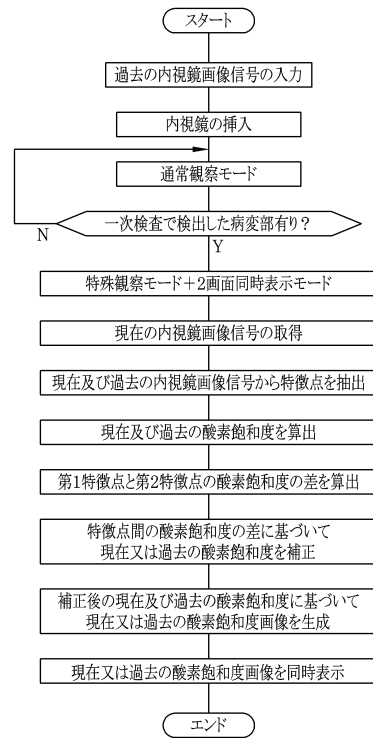 スタート
過去の内視鏡画像信号の入力
内視鏡の挿入
通常観察モード
一次検査で検出した病変部有り？
N
Y
特殊観察モード＋2画面同時表示モード
現在の内視鏡画像信号の取得
現在及び過去の内視鏡画像信号から特徴点を抽出
現在及び過去の酸素飽和度を算出
第1特徴点と第2特徴点の酸素飽和度の差を算出
特徴点間の酸素飽和度の差に基づいて
現在又は過去の酸素飽和度を補正
補正後の現在及び過去の酸素飽和度に基づいて
現在又は過去の酸素飽和度画像を生成
現在又は過去の酸素飽和度画像を同時表示
エンド